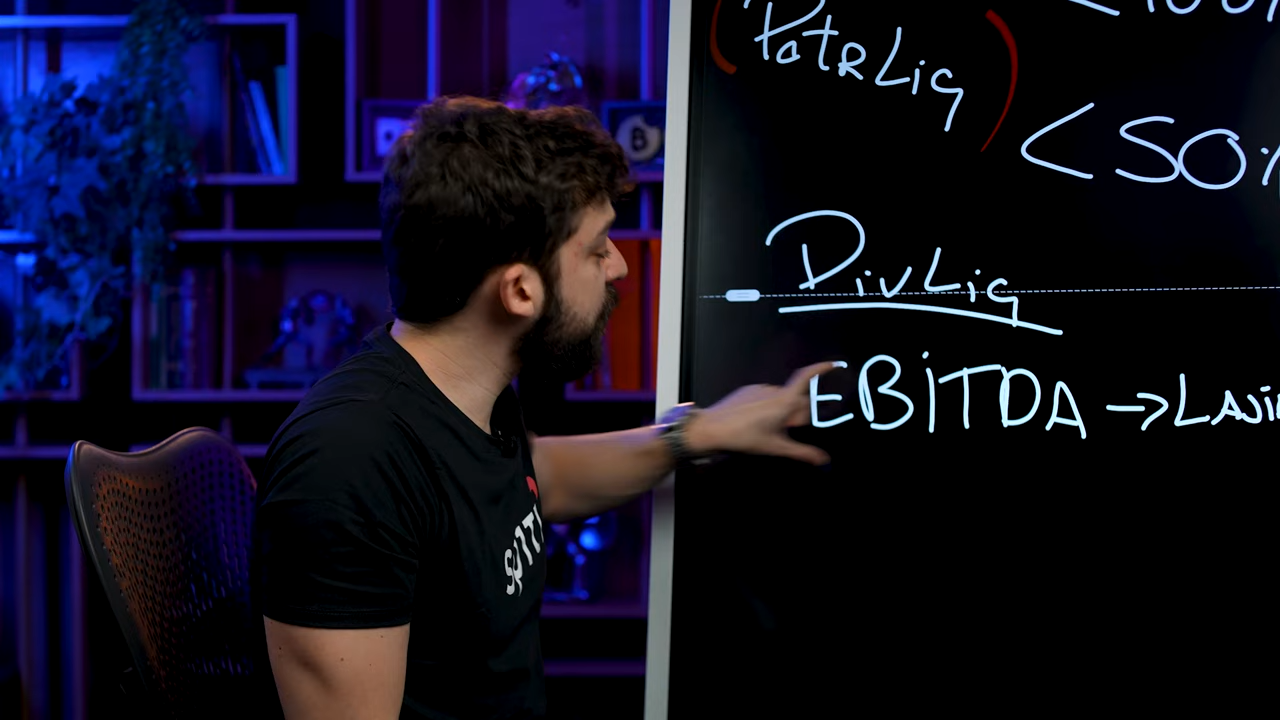 (PatrLiq)
<50%
DivLiq
EBITDA →